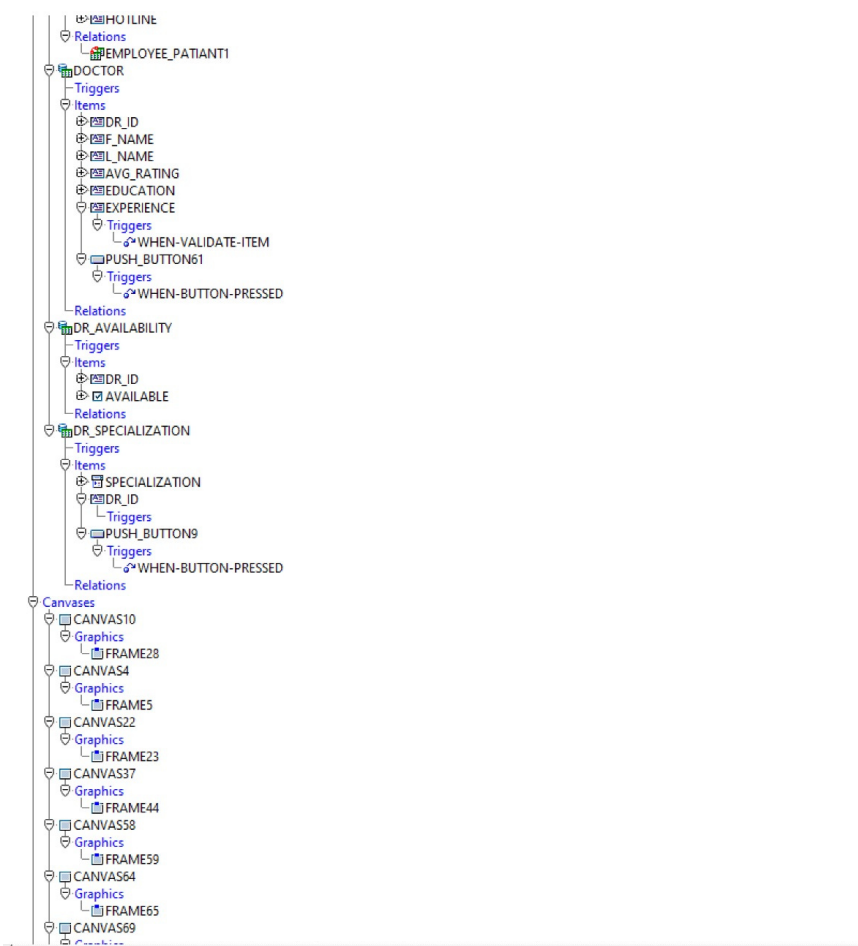 HOTLINE
Relations
EMPLOYEE_PATIANT1
DOCTOR
Triggers
Items
DR_ID
F_NAME
L_NAME
AVG_RATING
EDUCATION
EXPERIENCE
Triggers
WHEN-VALIDATE-ITEM
PUSH_BUTTON61
Triggers
WHEN-BUTTON-PRESSED
Relations
DR_AVAILABILITY
Triggers
Items
DR_ID
AVAILABLE
Relations
DR_SPECIALIZATION
Triggers
Items
SPECIALIZATION
DR_ID
Triggers
PUSH_BUTTON9
Triggers
WHEN-BUTTON-PRESSED
Relations
Canvases
CANVAS10
Graphics
FRAME28
CANVAS4
Graphics
FRAME5
CANVAS22
Graphics
FRAME23
CANVAS37
Graphics
FRAME44
CANVAS58
Graphics
FRAME59
CANVAS64
Graphics
FRAME65
CANVAS69
Graphics